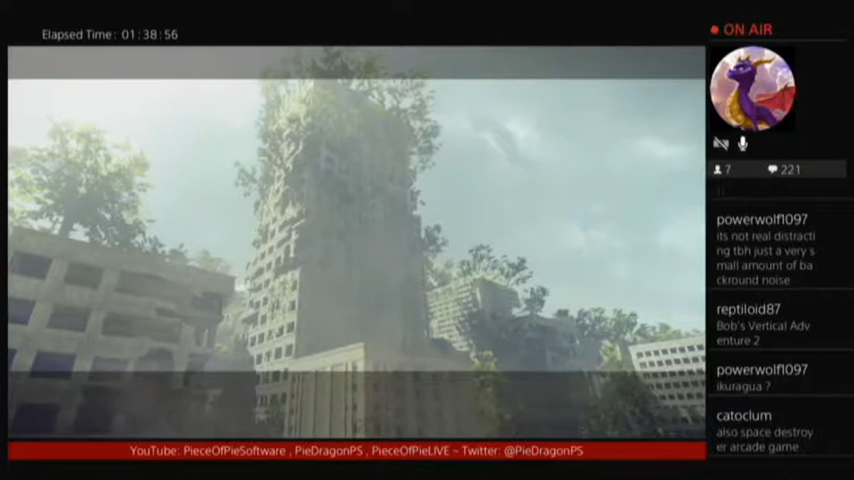 Elapsed Time: 01:38:56
ON AIR
7 221
powerwolf1097
its not real distracti
ng tbh just a very s
mall amount of ba
ckround noise
reptiloid87
Bob's Vertical Adv
enture 2
powerwolf1097
ikuragua ?
catoclum
also space destroy
er arcade game
YouTube: PieceOfPieSoftware , PieDragonPS , PieceOfPieLIVE ~ Twitter: @PieDragonPS